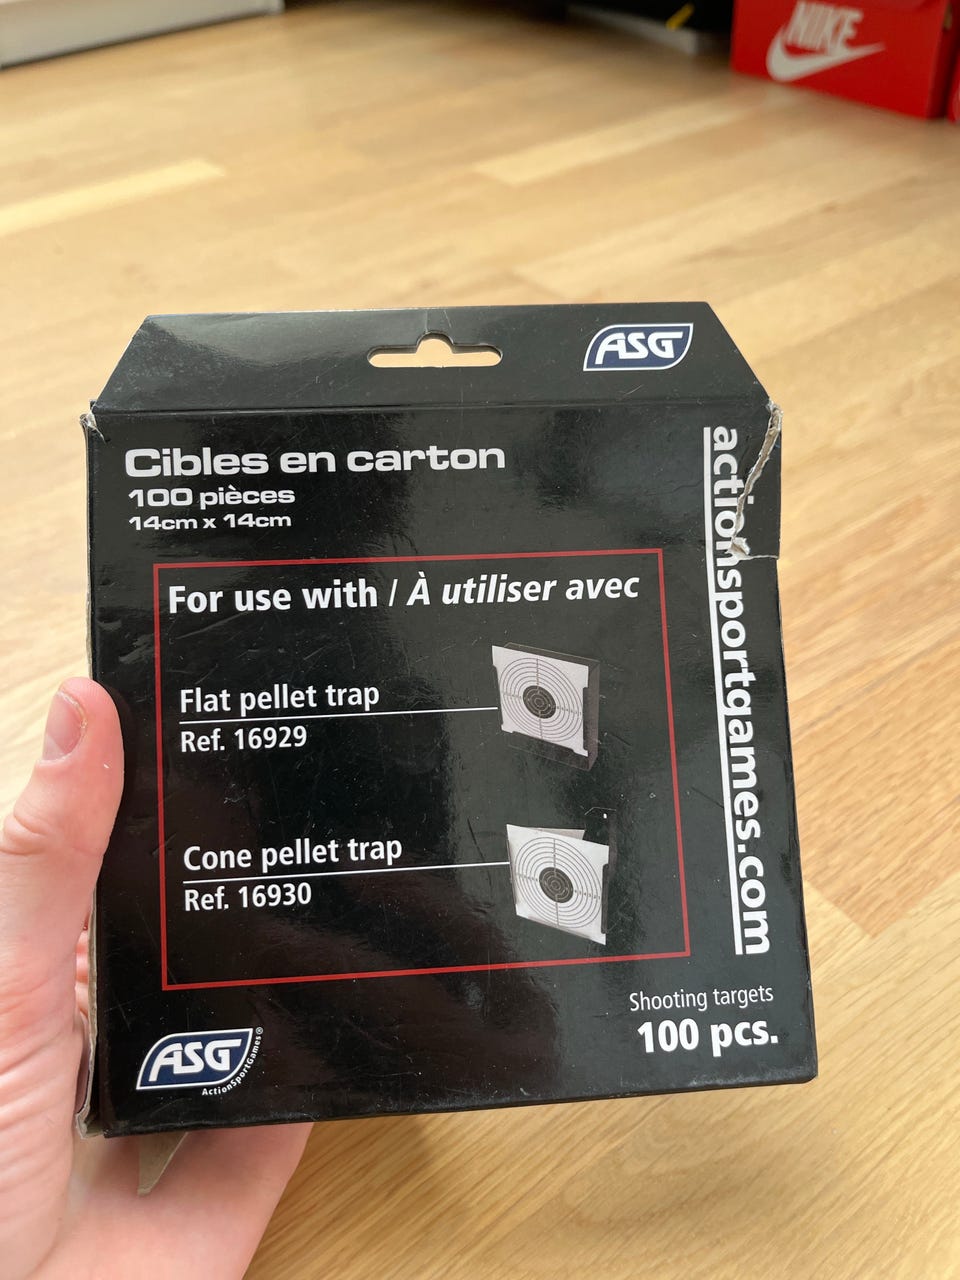 NIKE
ASG
Cibles en carton
100 pièces
14cm x 14cm
For use with / À utiliser avec
Flat pellet trap
Ref. 16929
Cone pellet trap
Ref. 16930
actionsportgames.com
Shooting targets
100 pcs.
ASG
ActionSportGames®